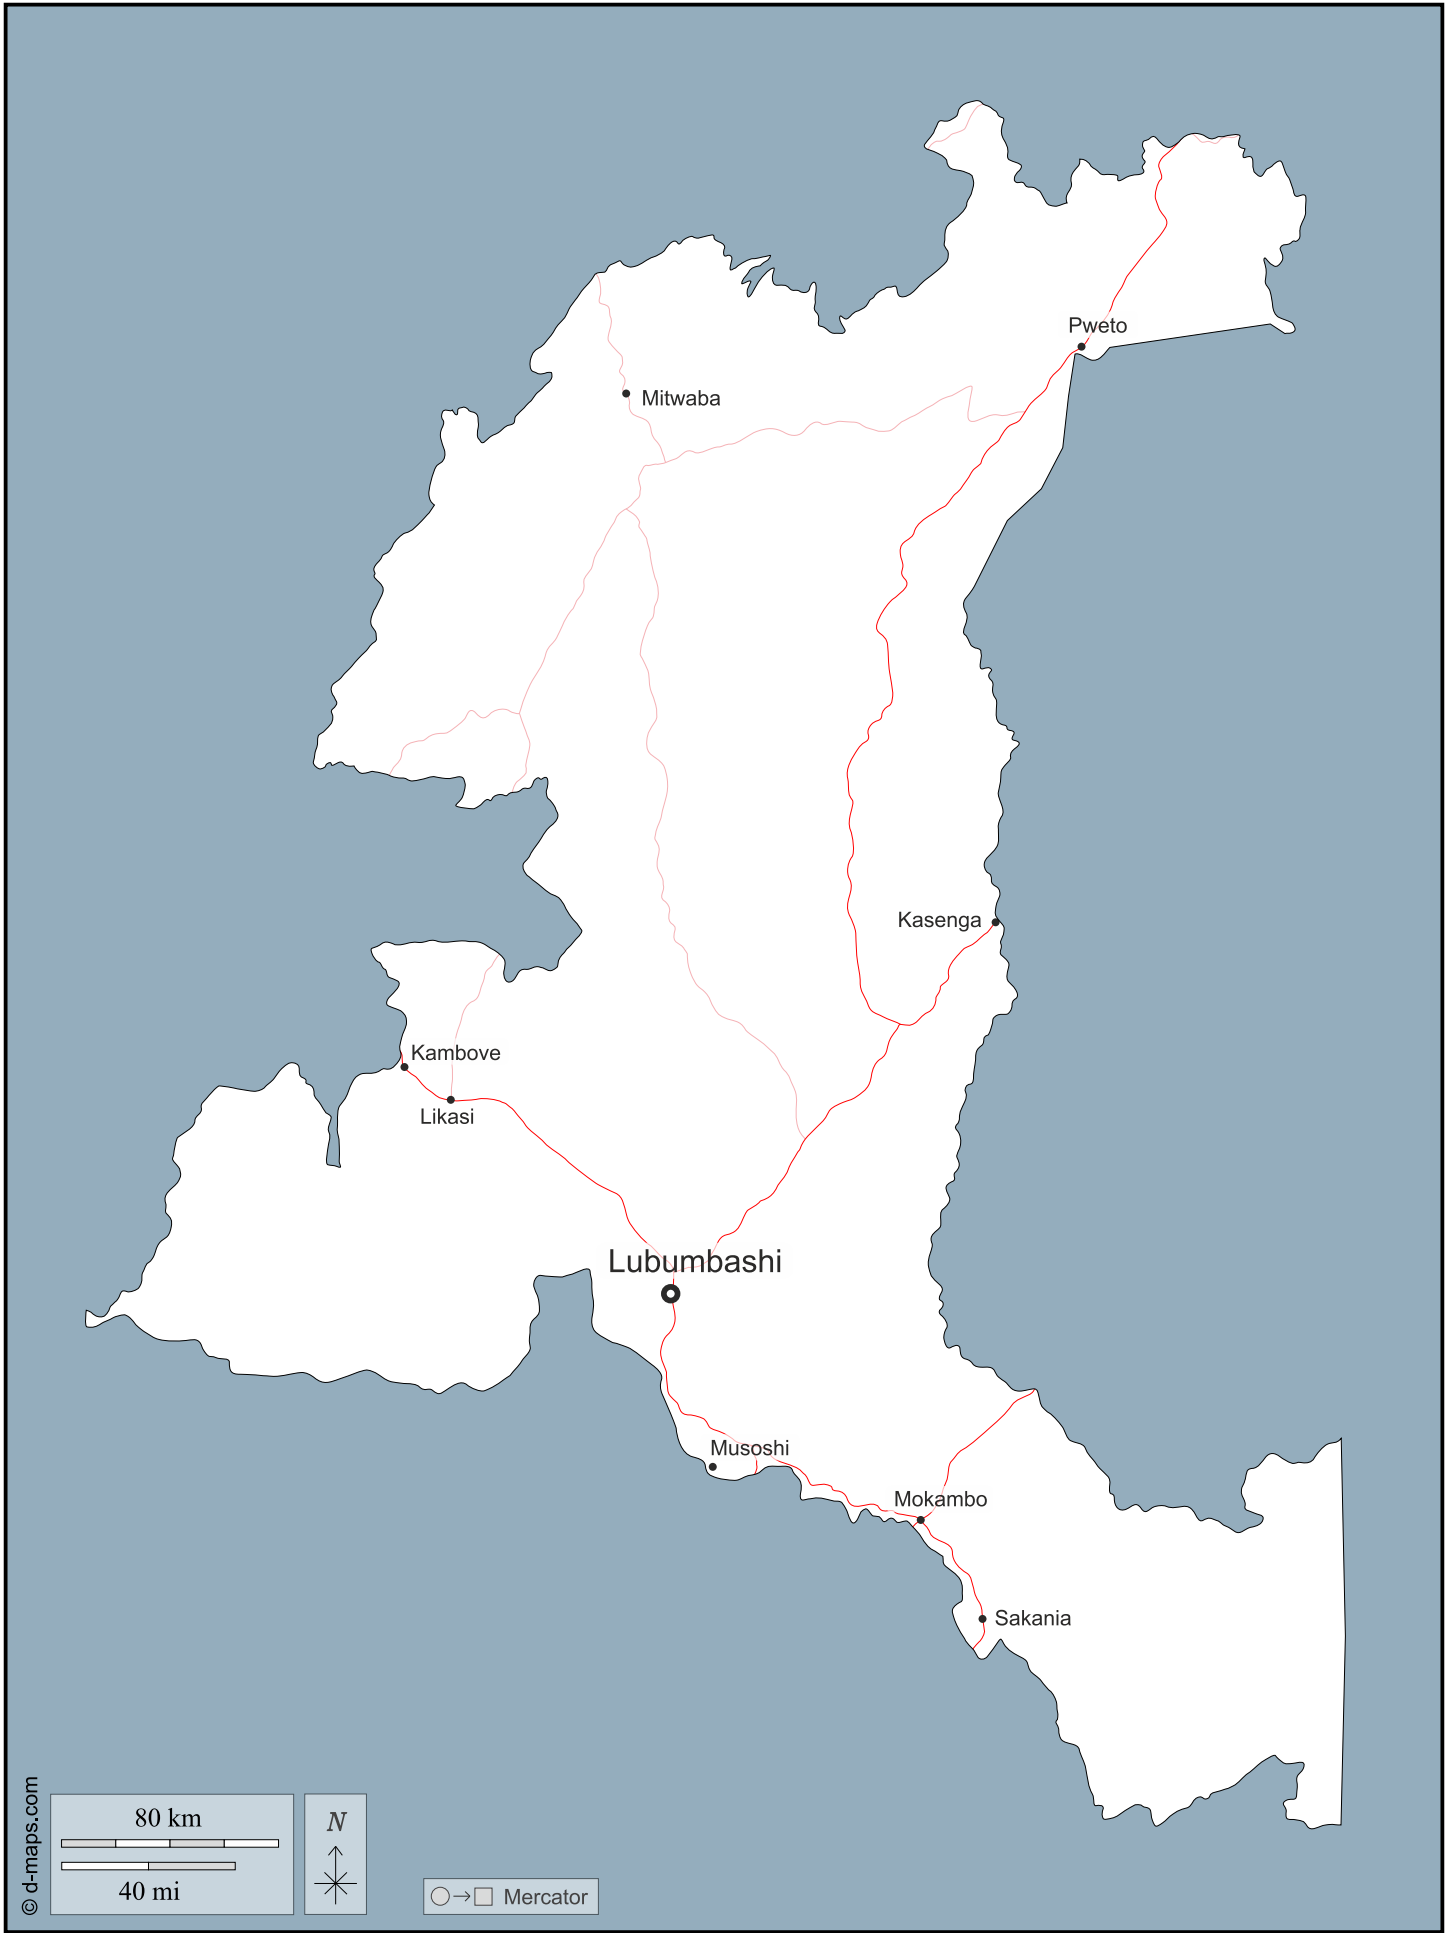 Pweto
Mitwaba
Kasenga
Kambove
Likasi
Lubumbashi
Musoshi
Mokambo
Sakania
© d-maps.com
80 km
40 mi
N
Mercator